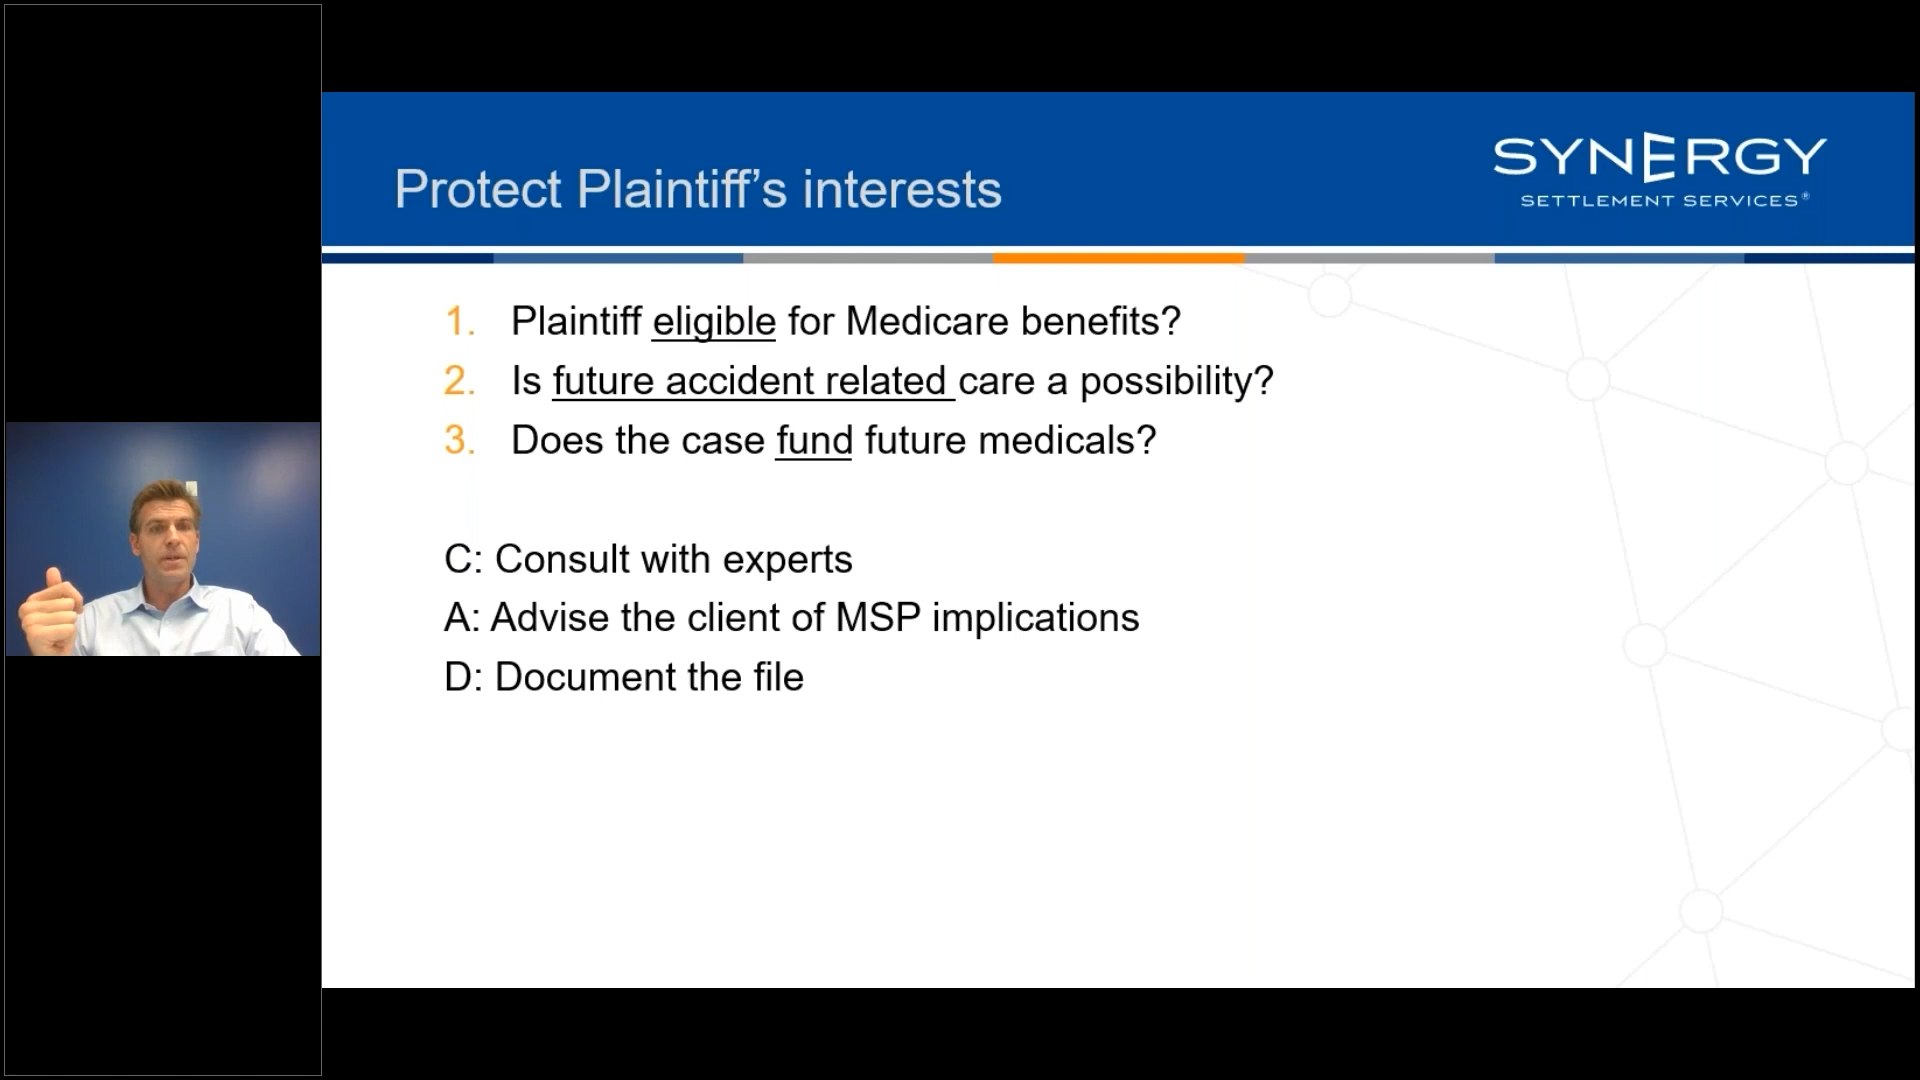 Protect Plaintiff’s interests
SYNERGY
SETTLEMENT SERVICES®
1. Plaintiff eligible for Medicare benefits?
2. Is future accident related care a possibility?
3. Does the case fund future medicals?
C: Consult with experts
A: Advise the client of MSP implications
D: Document the file